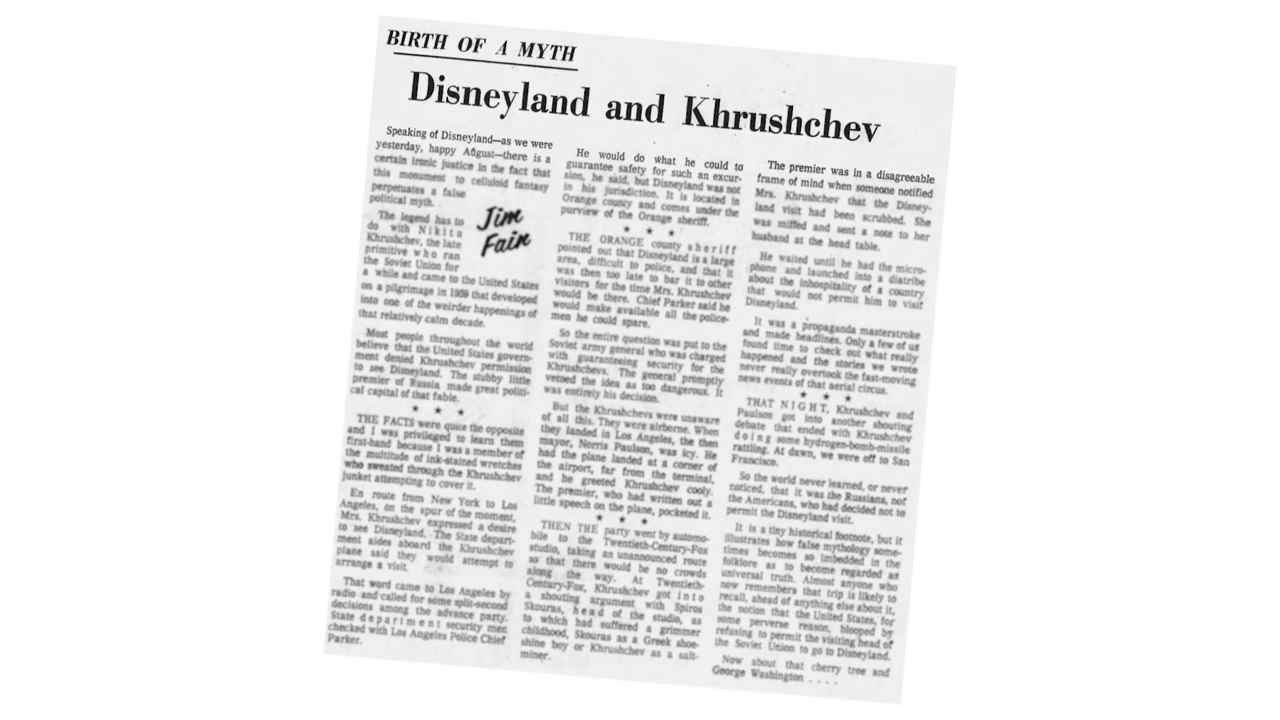 BIRTH OF A MYTH
Disneyland and Khrushchev
Speaking of Disneyland—as we were
yesterday, happy August—there is a
certain ironic justice in the fact that
this monument to celluloid fantasy
perpetuates a false
political myth.
Jim
Fain
The legend has to
do with Nikita
Khrushchev, the late
primitive who ran
the Soviet Union for
a while and came to the United States
on a pilgrimage in 1959 that developed
into one of the weirder happenings of
that relatively calm decade.
Most people throughout the world
believe that the United States govern-
ment denied Khrushchev permission
to see Disneyland. The stubby little
premier of Russia made great politi-
cal capital of that fable.
★ ★ ★
THE FACTS were quite the opposite
and I was privileged to learn them
first-hand because I was a member of
the multitude of ink-stained wretches
who sweated through the Khrushchev
junket attempting to cover it.
En route from New York to Los
Angeles, on the spur of the moment,
Mrs. Khrushchev expressed a desire
to see Disneyland. The State depart-
ment aides aboard the Khrushchev
plane said they would attempt to
arrange a visit.
That word came to Los Angeles by
radio and called for some split-second
decisions among the advance party.
State department security men
checked with Los Angeles Police Chief
Parker.
He would do what he could to
guarantee safety for such an excur-
sion, he said, but Disneyland was not
in his jurisdiction. It is located in
Orange county and comes under the
purview of the Orange sheriff.
★ ★ ★
THE ORANGE county sheriff
pointed out that Disneyland is a large
area, difficult to police, and that it
was then too late to bar it to other
visitors for the time Mrs. Khrushchev
would be there. Chief Parker said he
would make available all the police-
men he could spare.
So the entire question was put to the
Soviet army general who was charged
with guaranteeing security for the
Khrushchevs. The general promptly
vetoed the idea as too dangerous. It
was entirely his decision.
But the Khrushchevs were unaware
of all this. They were airborne. When
they landed in Los Angeles, the then
mayor, Norris Paulson, was icy. He
had the plane landed at a corner of
the airport, far from the terminal,
and he greeted Khrushchev cooly.
The premier, who had written out a
little speech on the plane, pocketed it.
★ ★ ★
THEN THE party went by automo-
bile to the Twentieth-Century-Fox
studio, taking an unannounced route
so that there would be no crowds
along the way. At Twentieth-
Century-Fox, Khrushchev got into
a shouting argument with Spiros
Skouras, head of the studio, as
to which had suffered a grimmer
childhood, Skouras as a Greek shoe-
shine boy or Khrushchev as a salt-
miner.
The premier was in a disagreeable
frame of mind when someone notified
Mrs. Khrushchev that the Disney-
land visit had been scrubbed. She
was miffed and sent a note to her
husband at the head table.
He waited until he had the micro-
phone and launched into a diatribe
about the inhospitality of a country
that would not permit him to visit
Disneyland.
It was a propaganda masterstroke
and made headlines. Only a few of us
found time to check out what really
happened and the stories we wrote
never really overtook the fast-moving
news events of that aerial circus.
★ ★ ★
THAT NIGHT, Khrushchev and
Paulson got into another shouting
debate that ended with Khrushchev
doing some hydrogen-bomb-missile
rattling. At dawn, we were off to San
Francisco.
So the world never learned, or never
noticed, that it was the Russians, not
the Americans, who had decided not to
permit the Disneyland visit.
It is a tiny historical footnote, but it
illustrates how false mythology some-
times becomes so imbedded in the
folklore as to become regarded as
universal truth. Almost anyone who
now remembers that trip is likely to
recall, ahead of anything else about it,
the notion that the United States, for
some perverse reason, blooped by
refusing to permit the visiting head of
the Soviet Union to go to Disneyland.
Now about that cherry tree and
George Washington . . . .